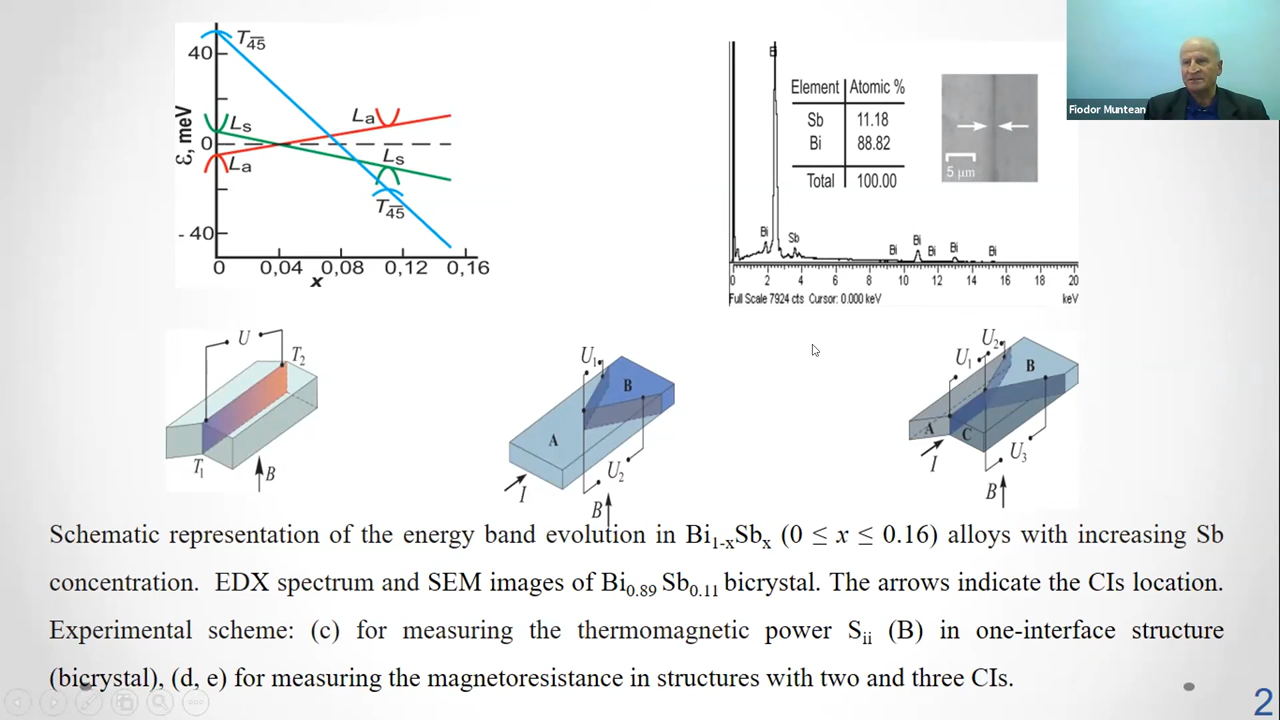 40
T45
Ls
La
Ls
0
La
T45
- 40
Ɛ, meV
0 0,04 0,08 0,12 0,16
x
Bi
Element Atomic %
Sb 11.18
Bi 88.82
Total 100.00
5 μm
Bi Sb Bi Bi Bi Bi Bi
0 2 4 6 8 10 12 14 16 18 20
Full Scale 7924 cts Cursor: 0.000 keV keV
Fiodor Muntean
U
T2
T1
B
U1
B
A
U2
I
B
U2
U1
B
A
C
U3
I
B
Schematic representation of the energy band evolution in Bi1-xSbx (0 ≤ x ≤ 0.16) alloys with increasing Sb
concentration. EDX spectrum and SEM images of Bi0.89 Sb0.11 bicrystal. The arrows indicate the CIs location.
Experimental scheme: (c) for measuring the thermomagnetic power Sii (B) in one-interface structure
(bicrystal), (d, e) for measuring the magnetoresistance in structures with two and three CIs.
2